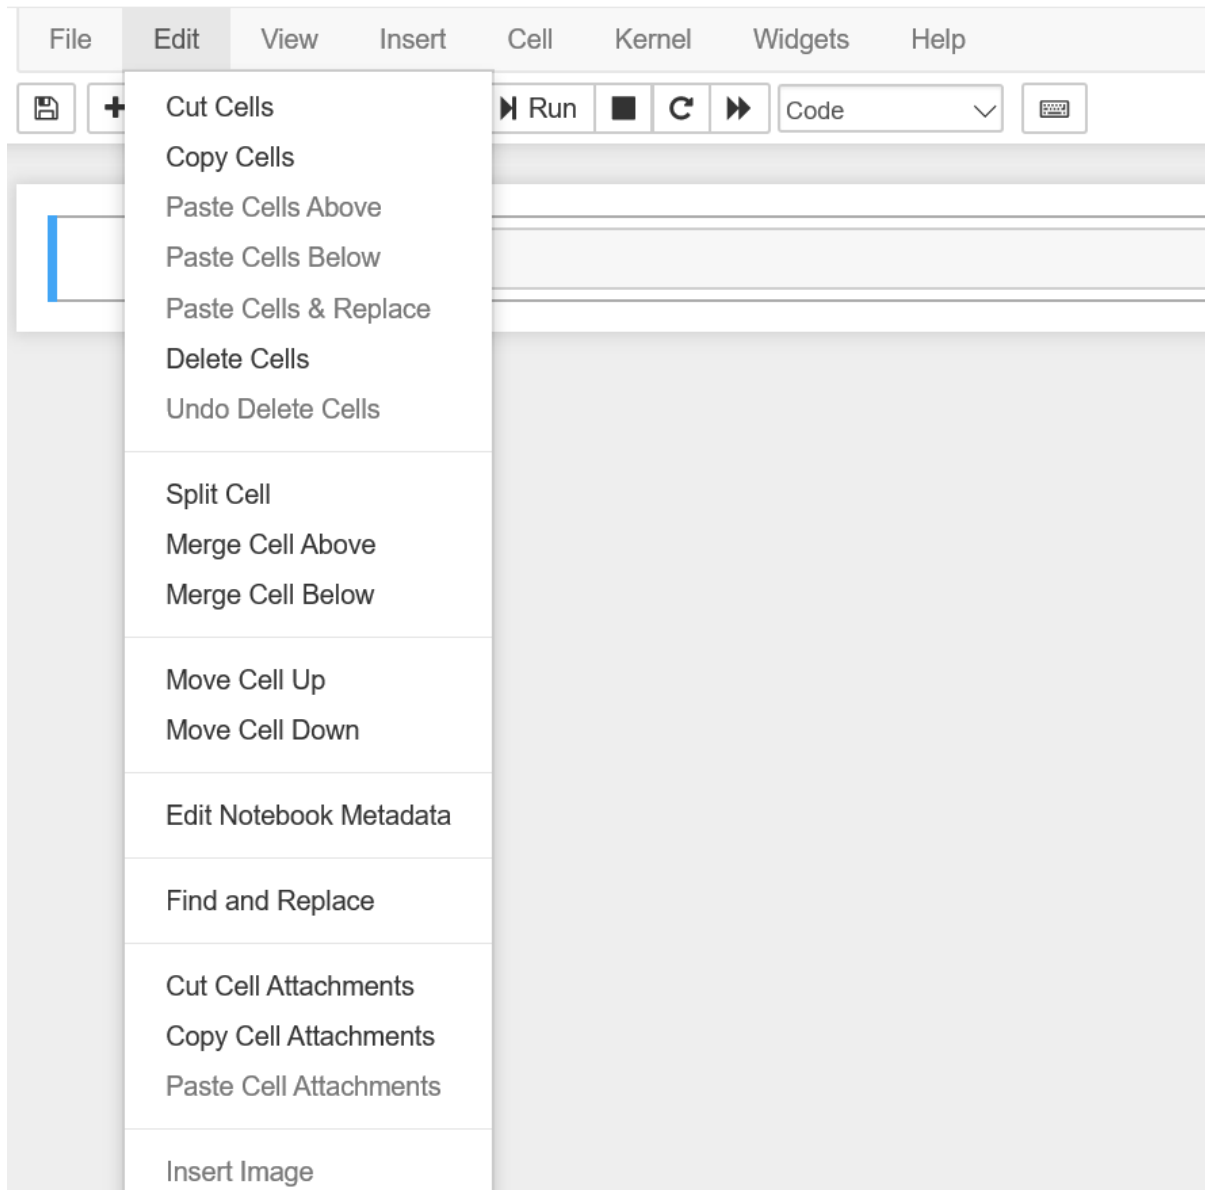 File Edit View Insert Cell Kernel Widgets Help
Run Code
Cut Cells
Copy Cells
Paste Cells Above
Paste Cells Below
Paste Cells & Replace
Delete Cells
Undo Delete Cells
Split Cell
Merge Cell Above
Merge Cell Below
Move Cell Up
Move Cell Down
Edit Notebook Metadata
Find and Replace
Cut Cell Attachments
Copy Cell Attachments
Paste Cell Attachments
Insert Image